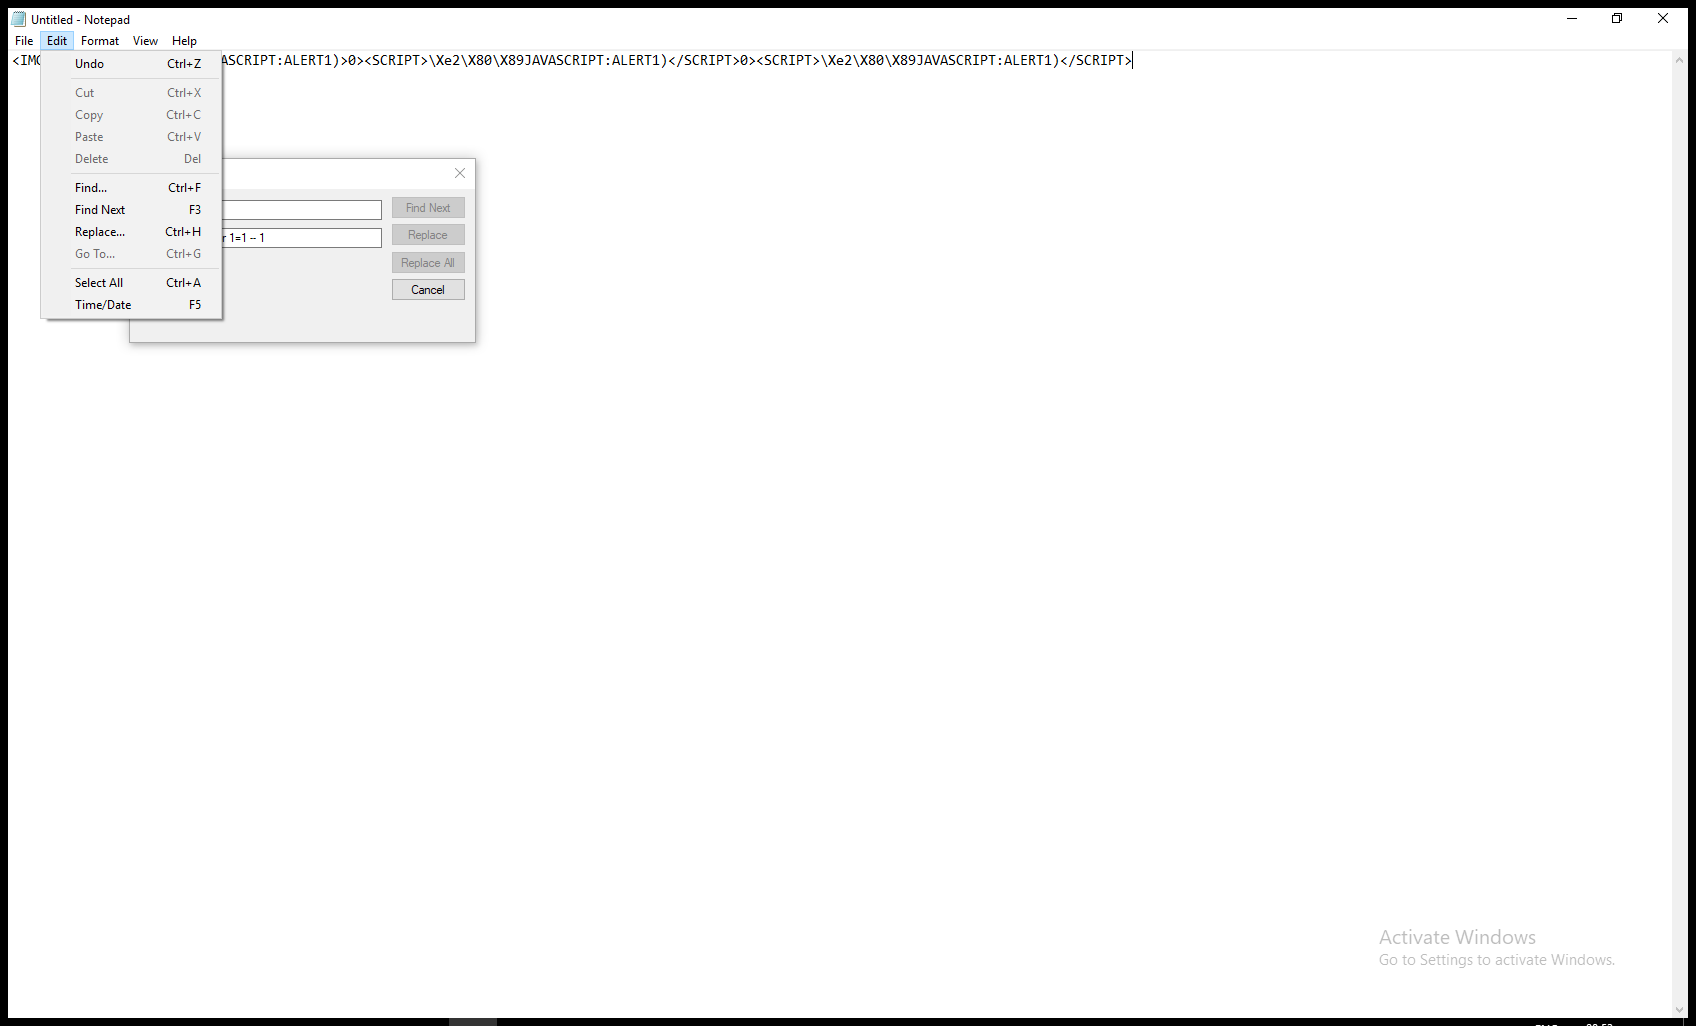 Untitled - Notepad
File Edit Format View Help
<IM ASCRIPT:ALERT1)>0><SCRIPT>\Xe2\X80\X89JAVASCRIPT:ALERT1)</SCRIPT>0><SCRIPT>\Xe2\X80\X89JAVASCRIPT:ALERT1)</SCRIPT>
Undo Ctrl+Z
Cut Ctrl+X
Copy Ctrl+C
Paste Ctrl+V
Delete Del
Find... Ctrl+F
Find Next F3
Replace... Ctrl+H
Go To... Ctrl+G
Select All Ctrl+A
Time/Date F5
Find Next
r 1=1 -- 1
Replace
Replace All
Cancel
Activate Windows
Go to Settings to activate Windows.